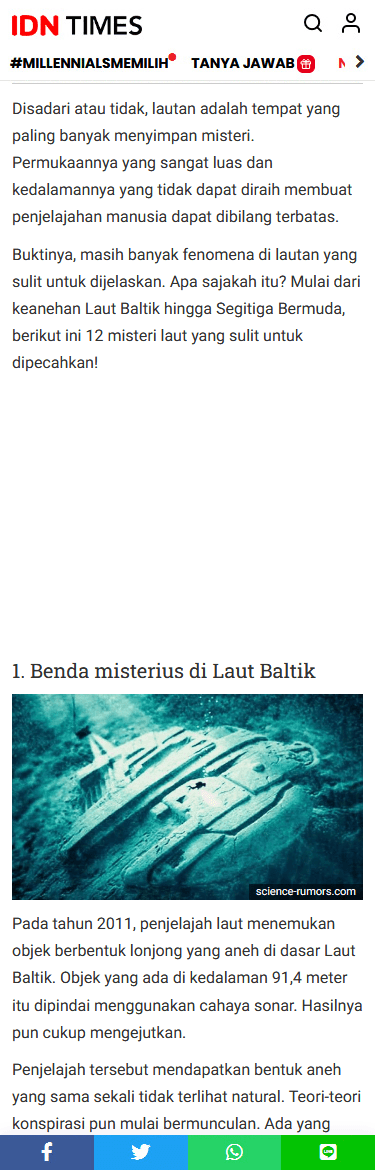 IDN TIMES
#MILLENNIALSMEMILIH
TANYA JAWAB
Disadari atau tidak, lautan adalah tempat yang
paling banyak menyimpan misteri.
Permukaannya yang sangat luas dan
kedalamannya yang tidak dapat diraih membuat
penjelajahan manusia dapat dibilang terbatas.
Buktinya, masih banyak fenomena di lautan yang
sulit untuk dijelaskan. Apa sajakah itu? Mulai dari
keanehan Laut Baltik hingga Segitiga Bermuda,
berikut ini 12 misteri laut yang sulit untuk
dipecahkan!
1. Benda misterius di Laut Baltik
science-rumors.com
Pada tahun 2011, penjelajah laut menemukan
objek berbentuk lonjong yang aneh di dasar Laut
Baltik. Objek yang ada di kedalaman 91,4 meter
itu dipindai menggunakan cahaya sonar. Hasilnya
pun cukup mengejutkan.
Penjelajah tersebut mendapatkan bentuk aneh
yang sama sekali tidak terlihat natural. Teori-teori
konspirasi pun mulai bermunculan. Ada yang